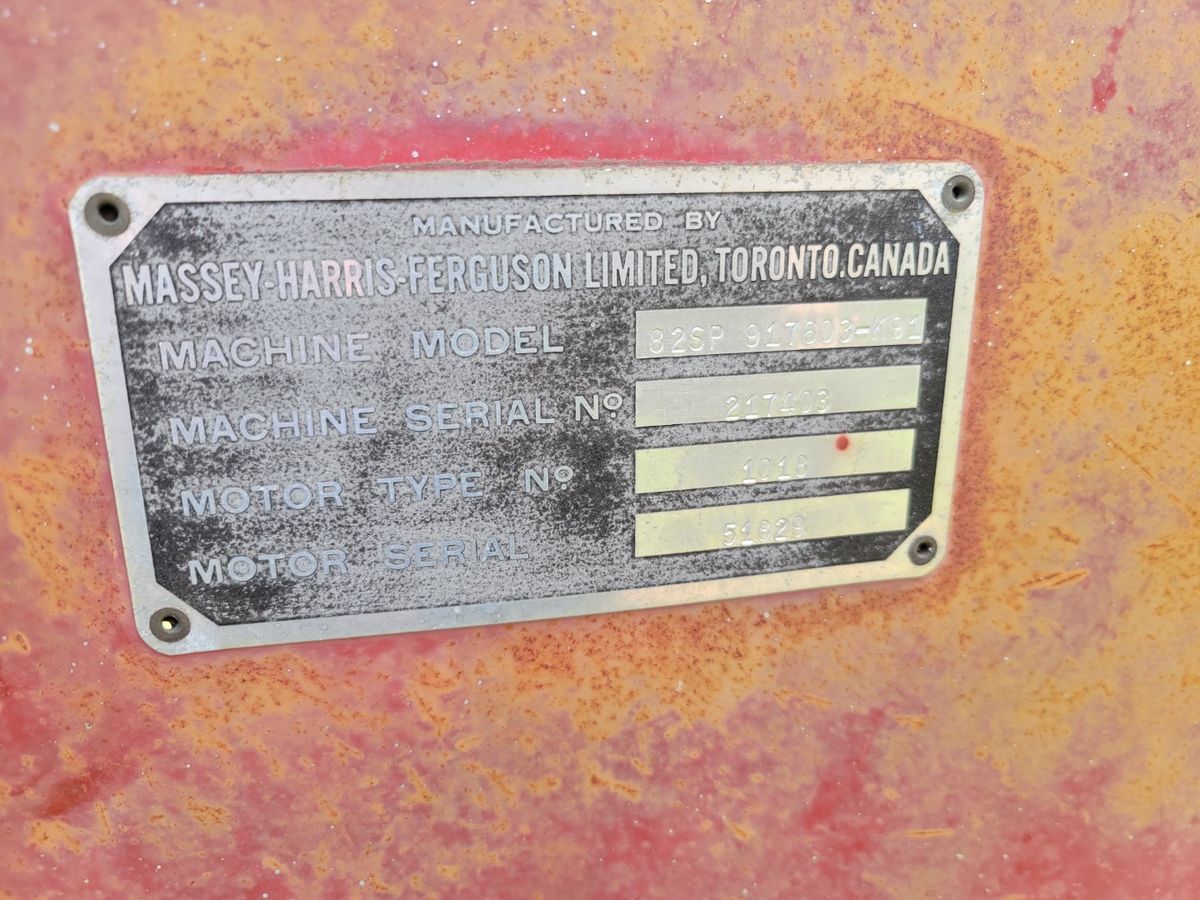 MANUFACTURED BY
MASSEY-HARRIS-FERGUSON LIMITED, TORONTO.CANADA
MACHINE MODEL 82SP 917603-M91
MACHINE SERIAL No 217403
MOTOR TYPE No 1018
MOTOR SERIAL 51829